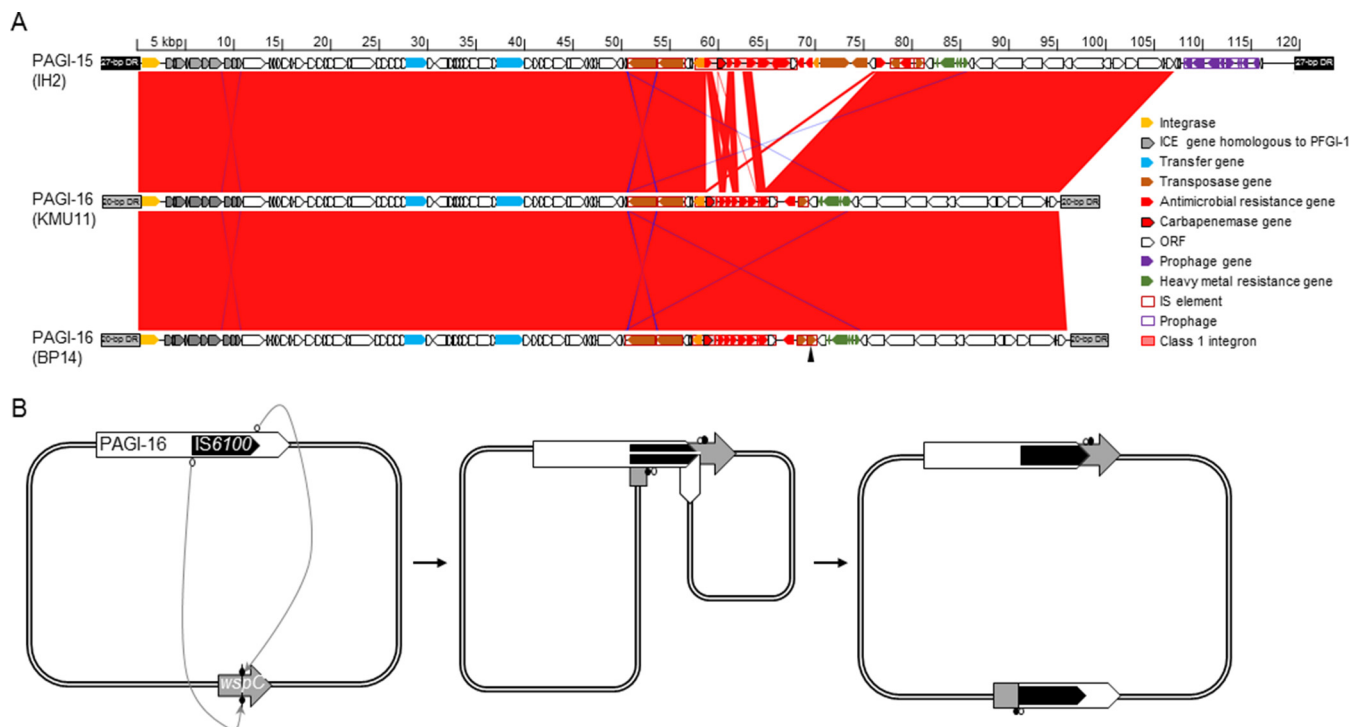 A
5 kbp 10 15 20 25 30 35 40 45 50 55 60 65 70 75 80 85 90 95 100 105 110 115 120
PAGI-15
(IH2)
27-bp DR 27-bp DR
Integrase
ICE gene homologous to PFGI-1
Transfer gene
Transposase gene
Antimicrobial resistance gene
Carbapenemase gene
ORF
Prophage gene
Heavy metal resistance gene
IS element
Prophage
Class 1 integron
PAGI-16
(KMU11)
20-bp DR 20-bp DR
PAGI-16
(BP14)
20-bp DR 20-bp DR
B
PAGI-16 IS6100
wspC